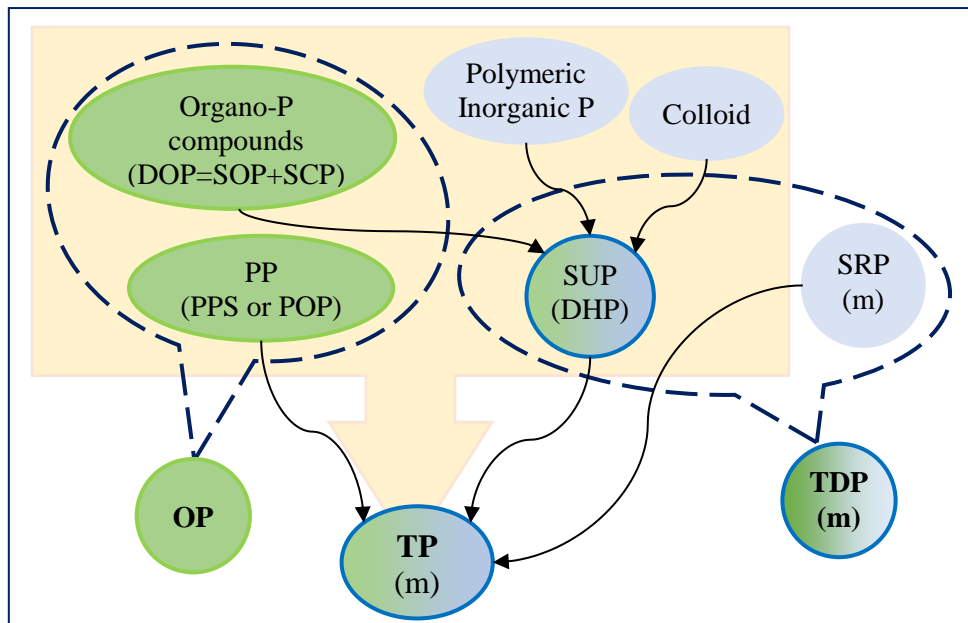 Organo-P
compounds
(DOP=SOP+SCP)
Polymeric
Inorganic P
Colloid
PP
(PPS or POP)
SUP
(DHP)
SRP
(m)
OP
TP
(m)
TDP
(m)